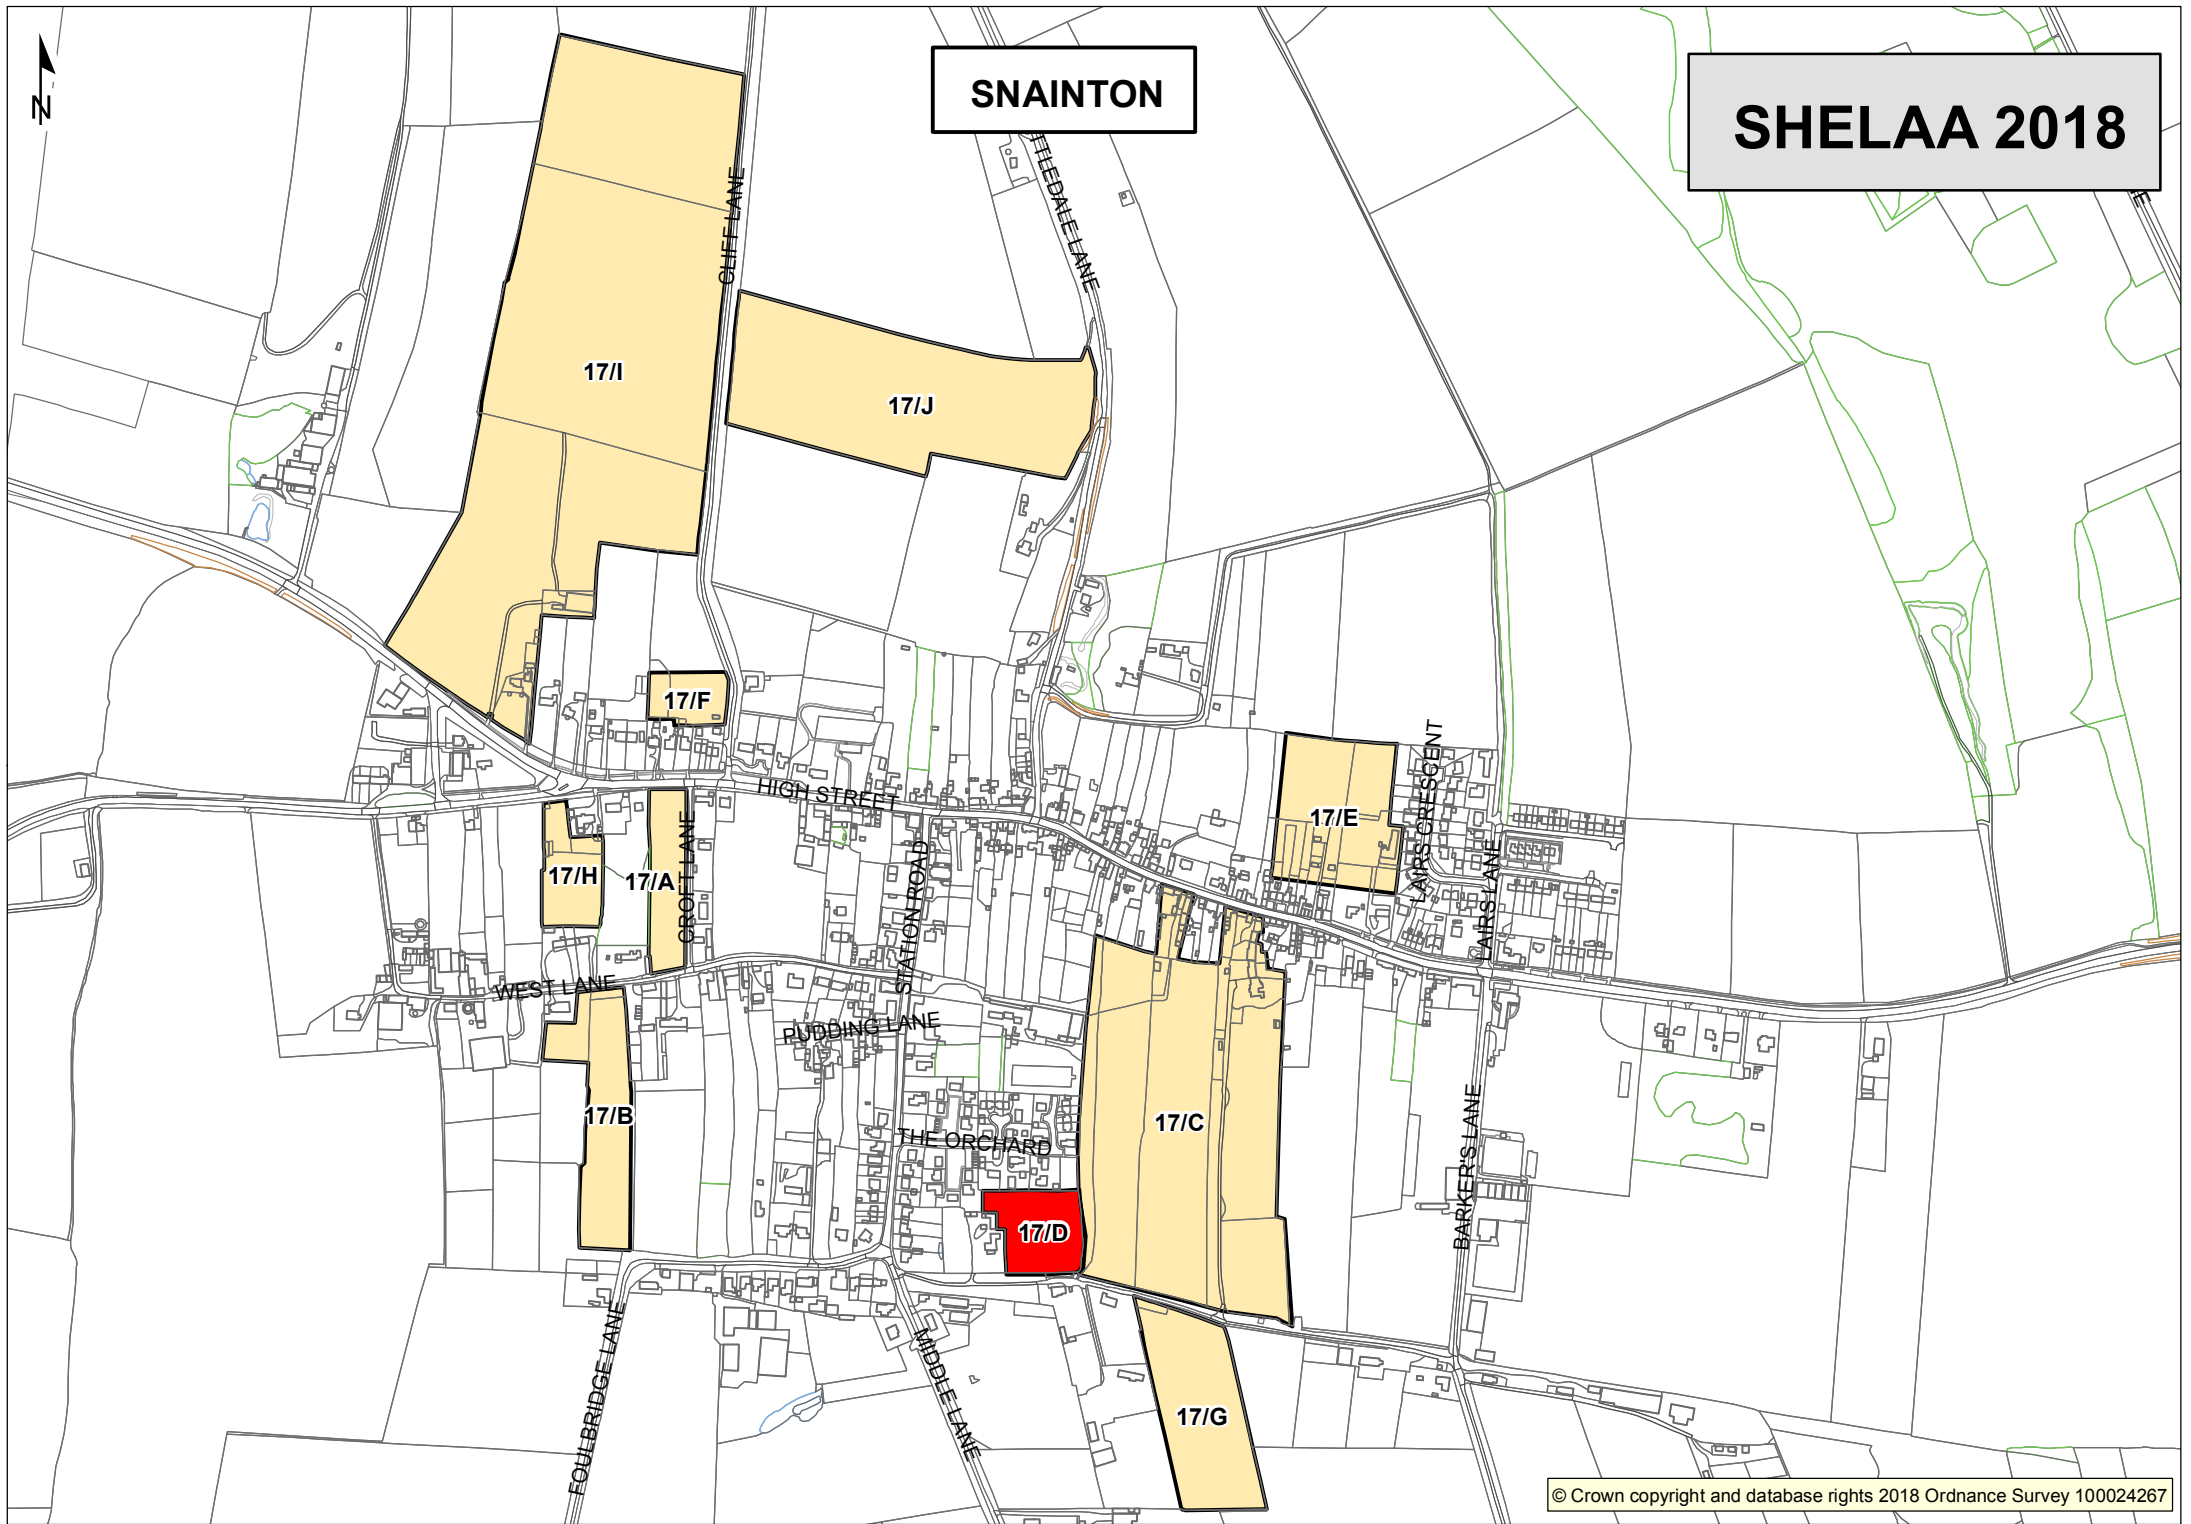 N
SNAINTON
SHELAA 2018
CLIFF LANE
17/I
17/J
17/F
HIGH STREET
17/E
LAIRS CRESCENT
17/H
17/A
CROFT LANE
STATION ROAD
LAIRS LANE
WEST LANE
PUDDING LANE
17/B
17/C
THE ORCHARD
BARKER'S LANE
17/D
FOULBRIDGE LANE
MIDDLE LANE
17/G
© Crown copyright and database rights 2018 Ordnance Survey 100024267